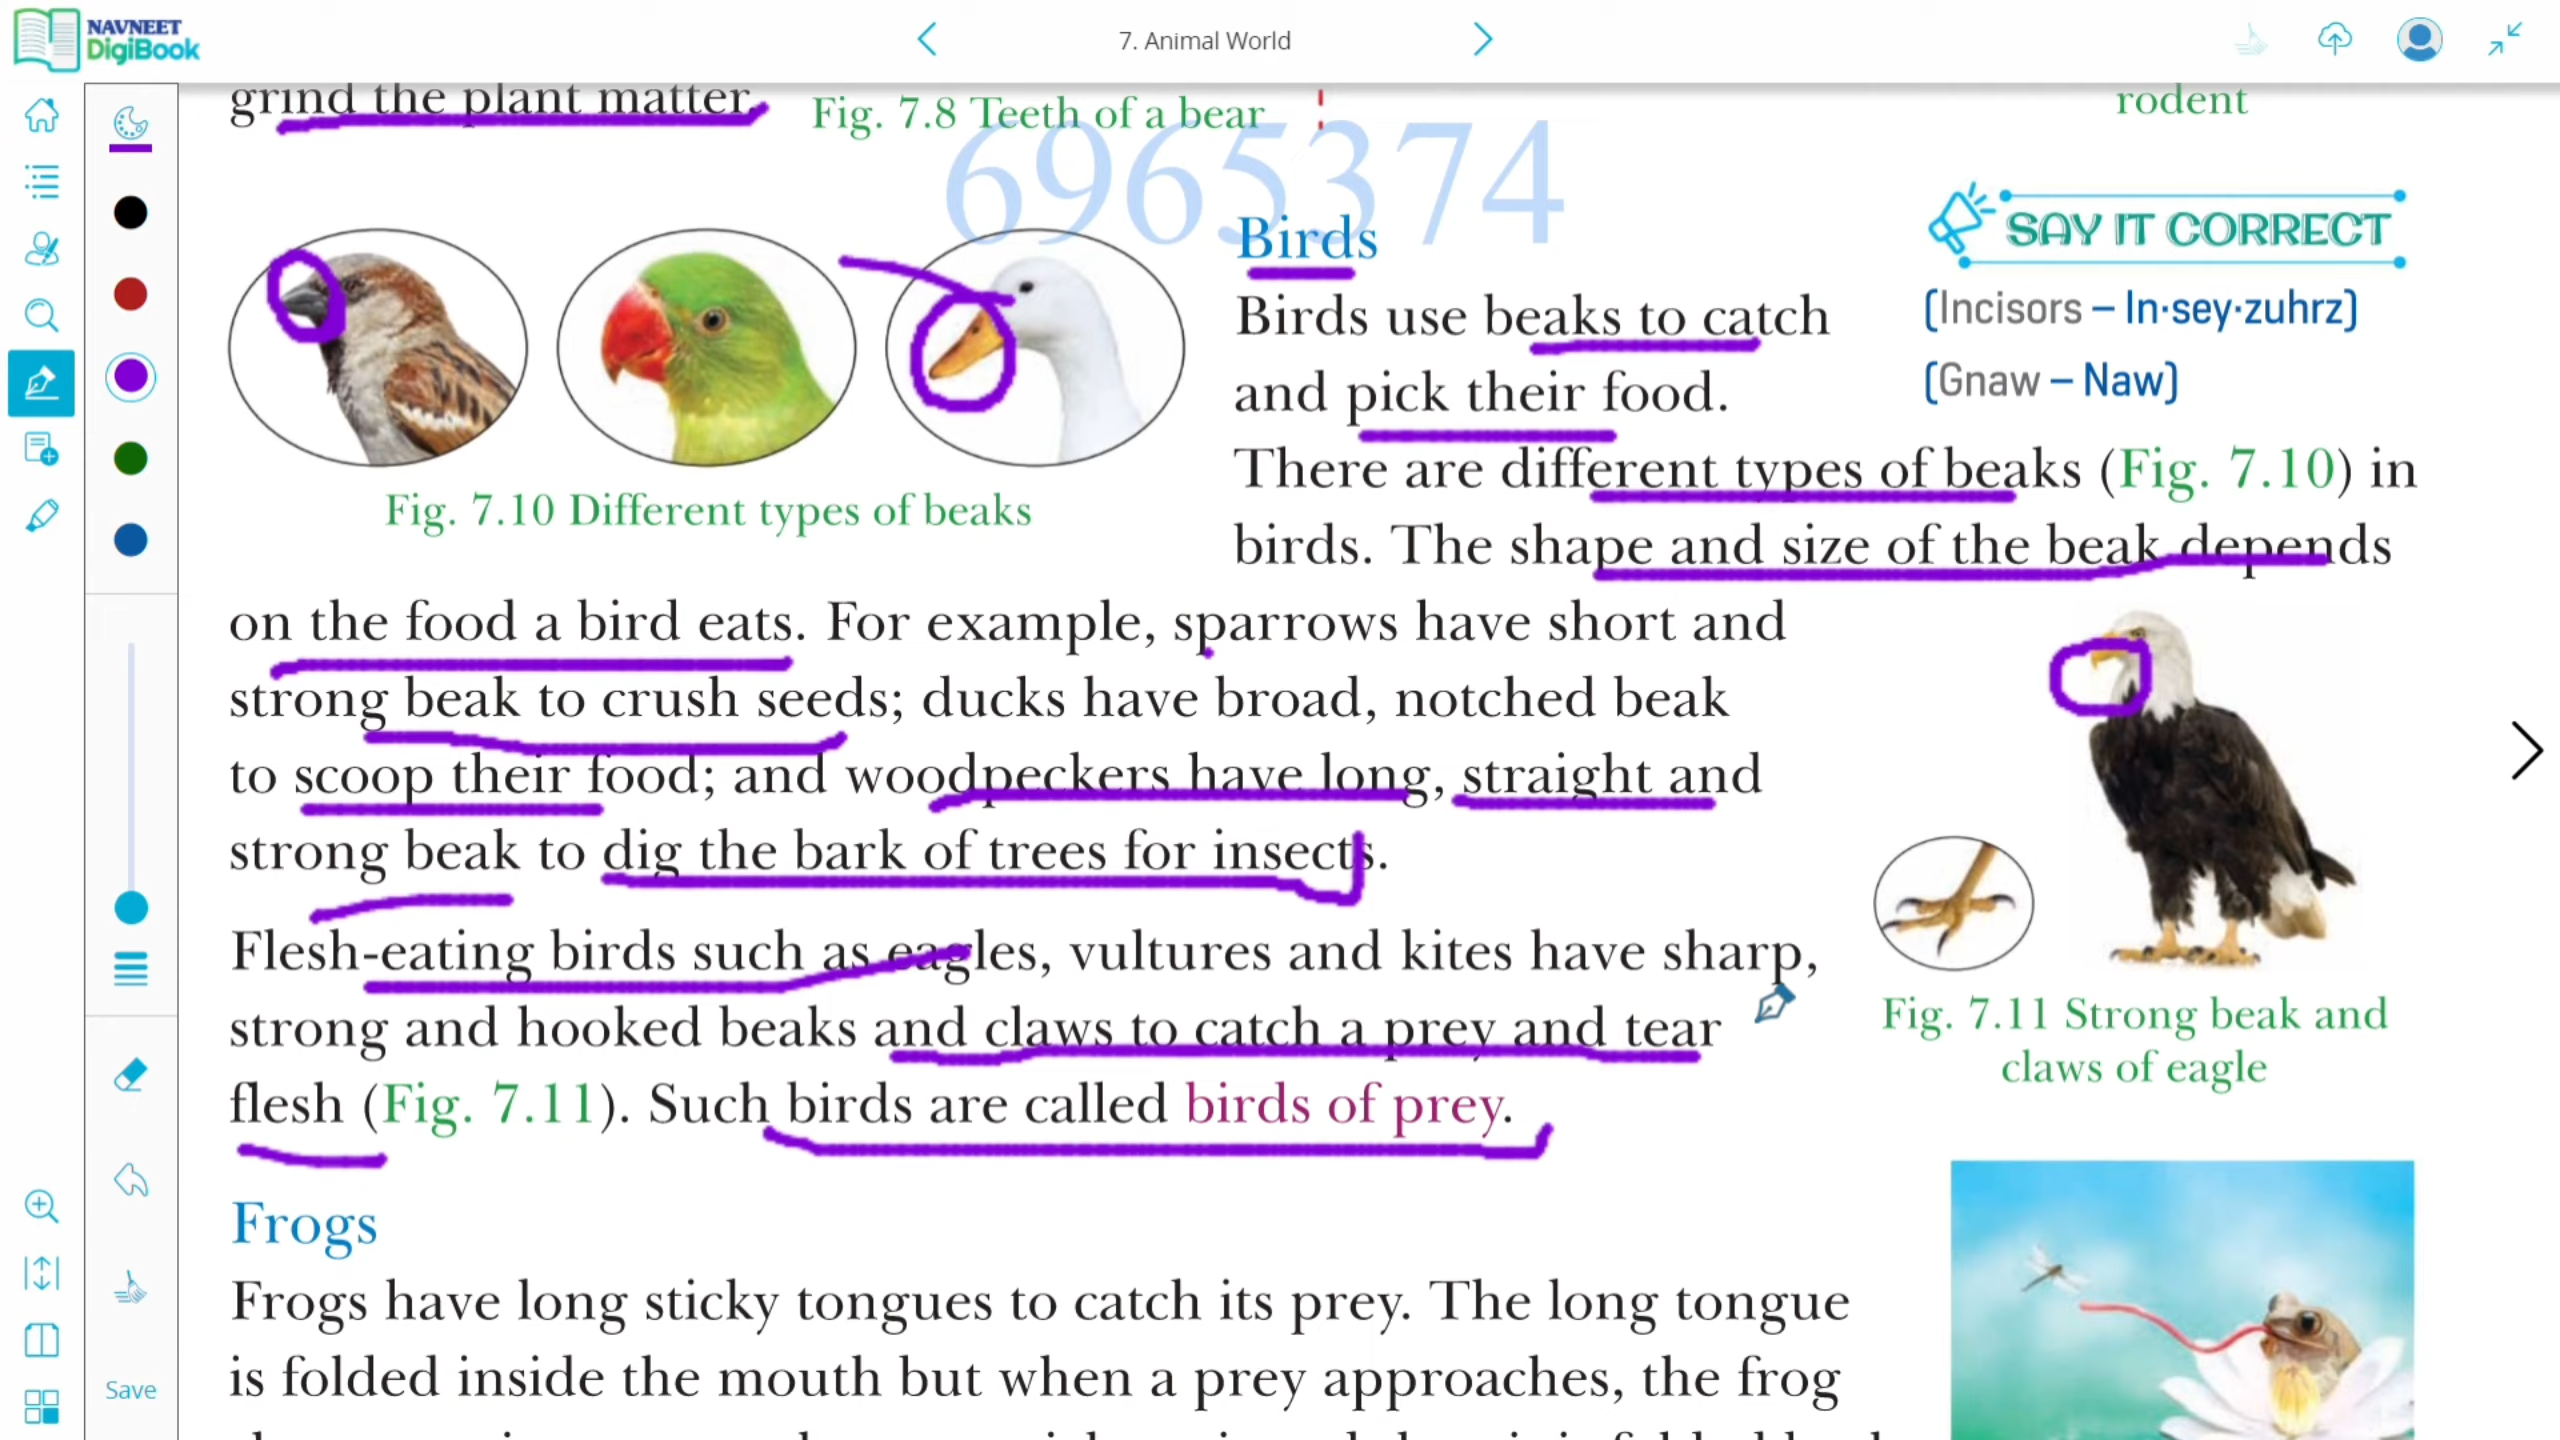 NAVNEET
DigiBook
7. Animal World
grind the plant matter.
Fig. 7.8 Teeth of a bear
rodent
6965374
Fig. 7.10 Different types of beaks
Birds
Birds use beaks to catch
and pick their food.
SAY IT CORRECT
(Incisors – In·sey·zuhrz)
(Gnaw – Naw)
There are different types of beaks (Fig. 7.10) in
birds. The shape and size of the beak depends
on the food a bird eats. For example, sparrows have short and
strong beak to crush seeds; ducks have broad, notched beak
to scoop their food; and woodpeckers have long, straight and
strong beak to dig the bark of trees for insects.
Flesh-eating birds such as eagles, vultures and kites have sharp,
strong and hooked beaks and claws to catch a prey and tear
flesh (Fig. 7.11). Such birds are called birds of prey.
Fig. 7.11 Strong beak and
claws of eagle
Frogs
Frogs have long sticky tongues to catch its prey. The long tongue
is folded inside the mouth but when a prey approaches, the frog
Save